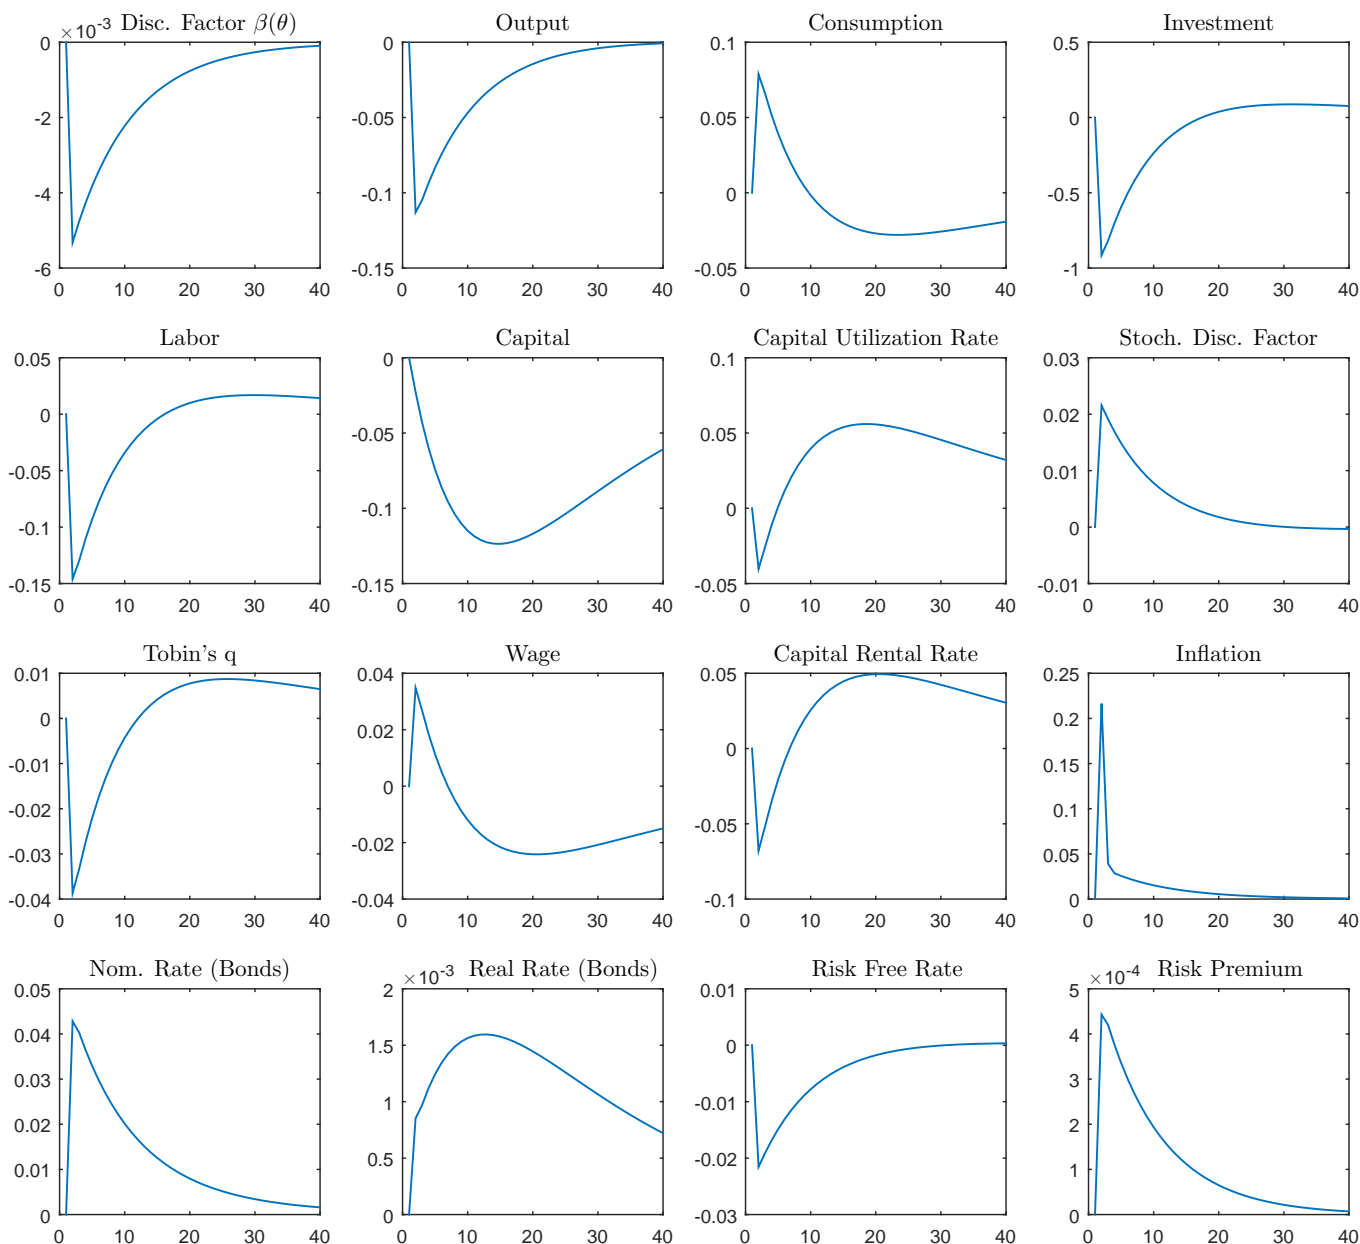 ×10⁻³ Disc. Factor β(θ)
0
-2
-4
-6
0 10 20 30 40
Output
0
-0.05
-0.1
-0.15
0 10 20 30 40
Consumption
0.1
0.05
0
-0.05
0 10 20 30 40
Investment
0.5
0
-0.5
-1
0 10 20 30 40
Labor
0.05
0
-0.05
-0.1
-0.15
0 10 20 30 40
Capital
0
-0.05
-0.1
-0.15
0 10 20 30 40
Capital Utilization Rate
0.1
0.05
0
-0.05
0 10 20 30 40
Stoch. Disc. Factor
0.03
0.02
0.01
0
-0.01
0 10 20 30 40
Tobin's q
0.01
0
-0.01
-0.02
-0.03
-0.04
0 10 20 30 40
Wage
0.04
0.02
0
-0.02
-0.04
0 10 20 30 40
Capital Rental Rate
0.05
0
-0.05
-0.1
0 10 20 30 40
Inflation
0.25
0.2
0.15
0.1
0.05
0
0 10 20 30 40
Nom. Rate (Bonds)
0.05
0.04
0.03
0.02
0.01
0
0 10 20 30 40
×10⁻³ Real Rate (Bonds)
2
1.5
1
0.5
0
0 10 20 30 40
Risk Free Rate
0.01
0
-0.01
-0.02
-0.03
0 10 20 30 40
×10⁻⁴ Risk Premium
5
4
3
2
1
0
0 10 20 30 40